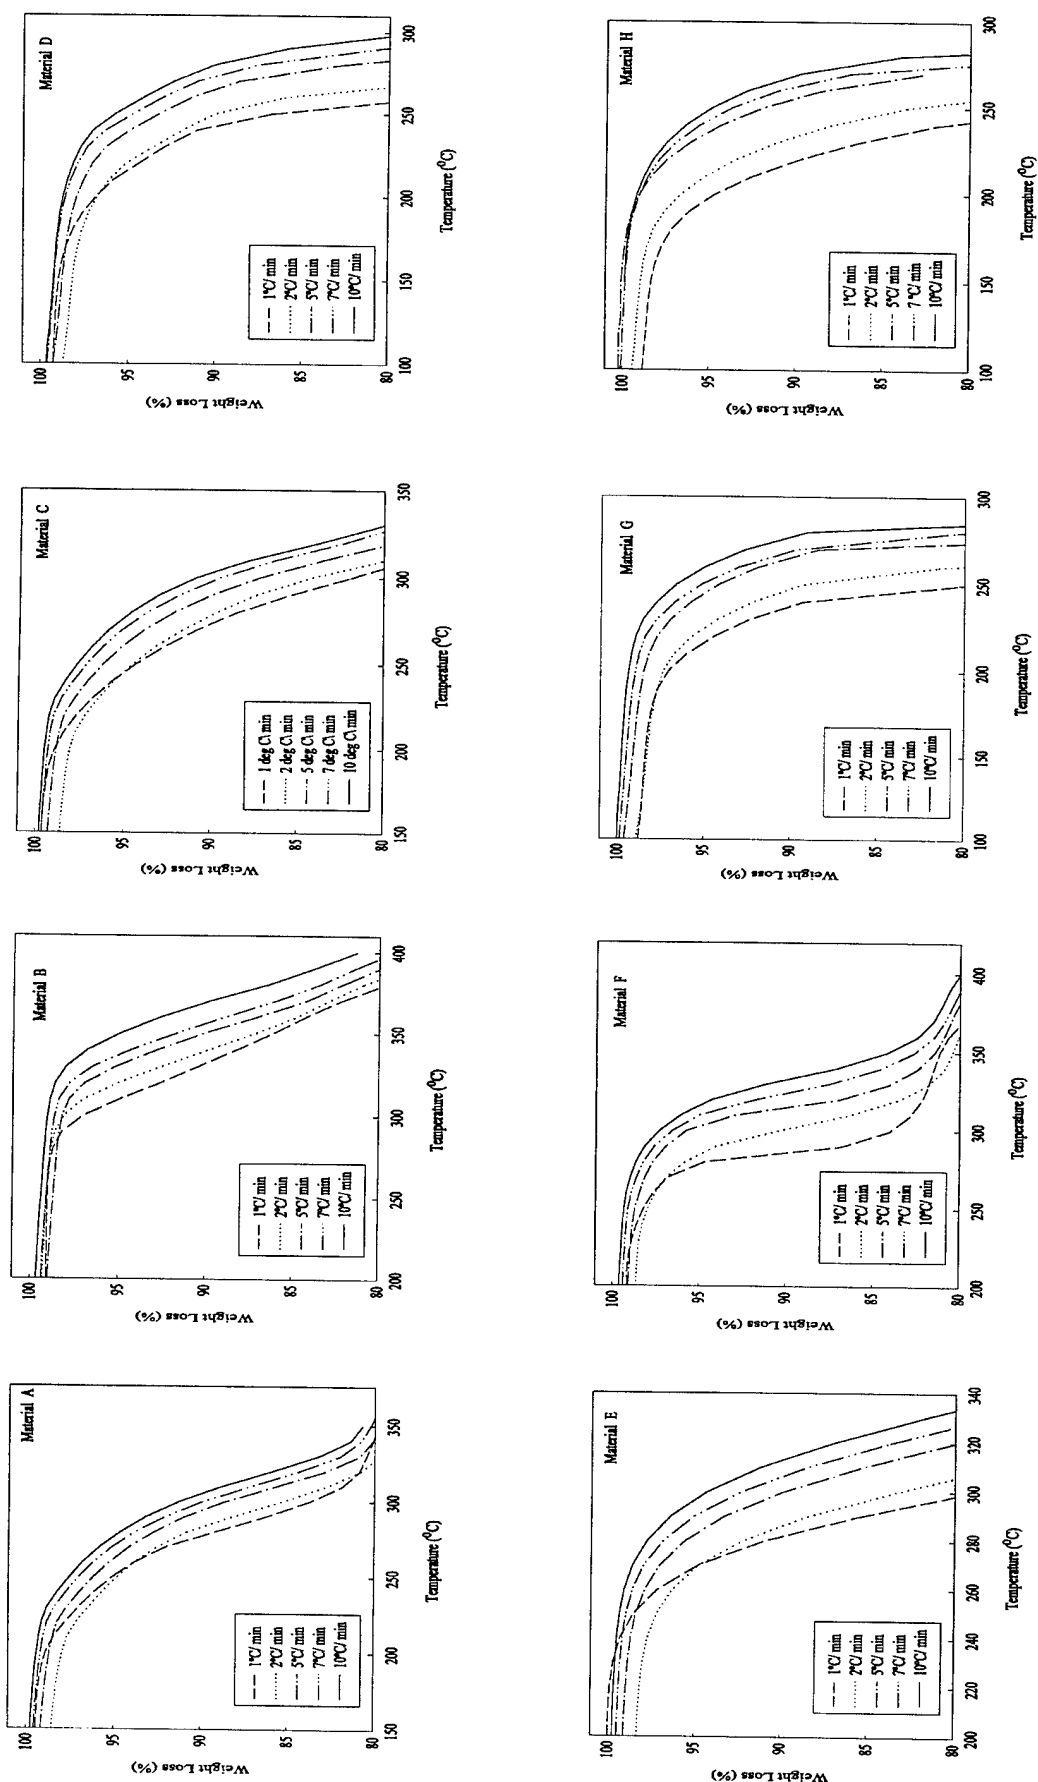 Material A
100
95
90
85
80
Weight Loss (%)
1°C/ min
2°C/ min
5°C/ min
7°C/ min
10°C/ min
150 200 250 300 350
Temperature (⁰C)
Material B
100
95
90
85
80
Weight Loss (%)
1°C/ min
2°C/ min
5°C/ min
7°C/ min
10°C/ min
200 250 300 350 400
Temperature (⁰C)
Material C
100
95
90
85
80
Weight Loss (%)
1 deg C\ min
2 deg C\ min
5 deg C\ min
7 deg C\ min
10 deg C\ min
150 200 250 300 350
Temperature (⁰C)
Material D
100
95
90
85
80
Weight Loss (%)
1°C/ min
2°C/ min
5°C/ min
7°C/ min
10°C/ min
100 150 200 250 300
Temperature (⁰C)
Material E
100
95
90
85
80
Weight Loss (%)
1°C/ min
2°C/ min
5°C/ min
7°C/ min
10°C/ min
200 220 240 260 280 300 320 340
Temperature (⁰C)
Material F
100
95
90
85
80
Weight Loss (%)
1°C/ min
2°C/ min
5°C/ min
7°C/ min
10°C/ min
200 250 300 350 400
Temperature (⁰C)
Material G
100
95
90
85
80
Weight Loss (%)
1°C/ min
2°C/ min
5°C/ min
7°C/ min
10°C/ min
100 150 200 250 300
Temperature (⁰C)
Material H
100
95
90
85
80
Weight Loss (%)
1°C/ min
2°C/ min
5°C/ min
7 °C/ min
10°C/ min
100 150 200 250 300
Temperature (⁰C)